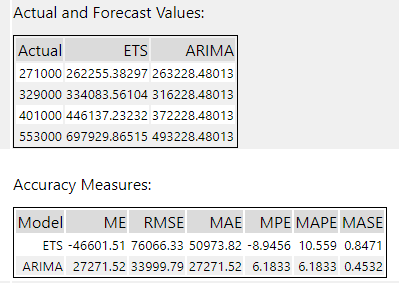 Actual and Forecast Values:
Actual ETS ARIMA
271000 262255.38297 263228.48013
329000 334083.56104 316228.48013
401000 446137.23232 372228.48013
553000 697929.86515 493228.48013
Accuracy Measures:
Model ME RMSE MAE MPE MAPE MASE
ETS -46601.51 76066.33 50973.82 -8.9456 10.559 0.8471
ARIMA 27271.52 33999.79 27271.52 6.1833 6.1833 0.4532